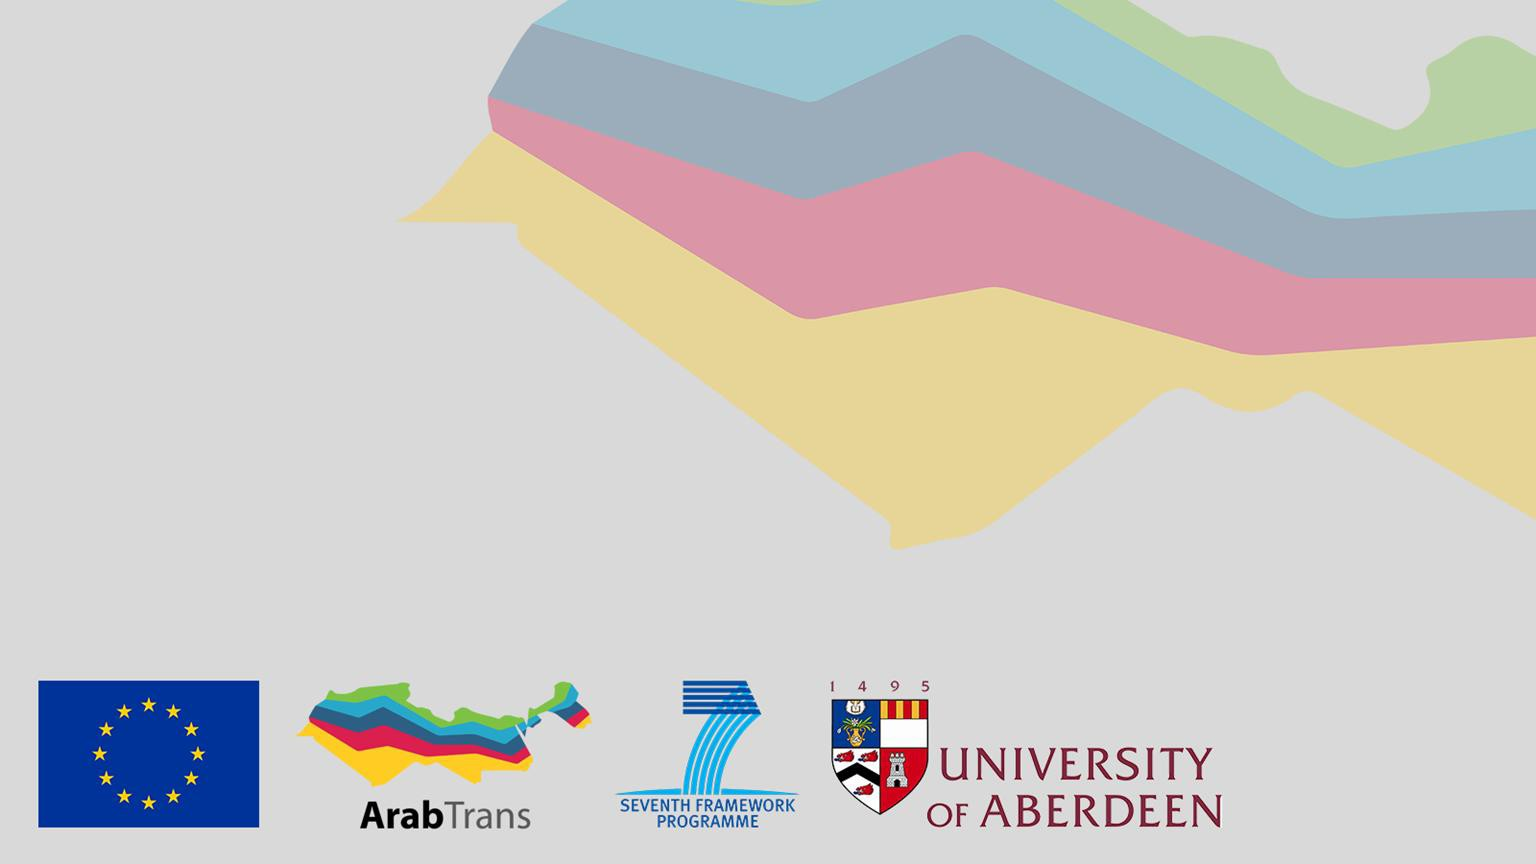 ArabTrans
SEVENTH FRAMEWORK
PROGRAMME
1 4 9 5
UNIVERSITY
OF ABERDEEN